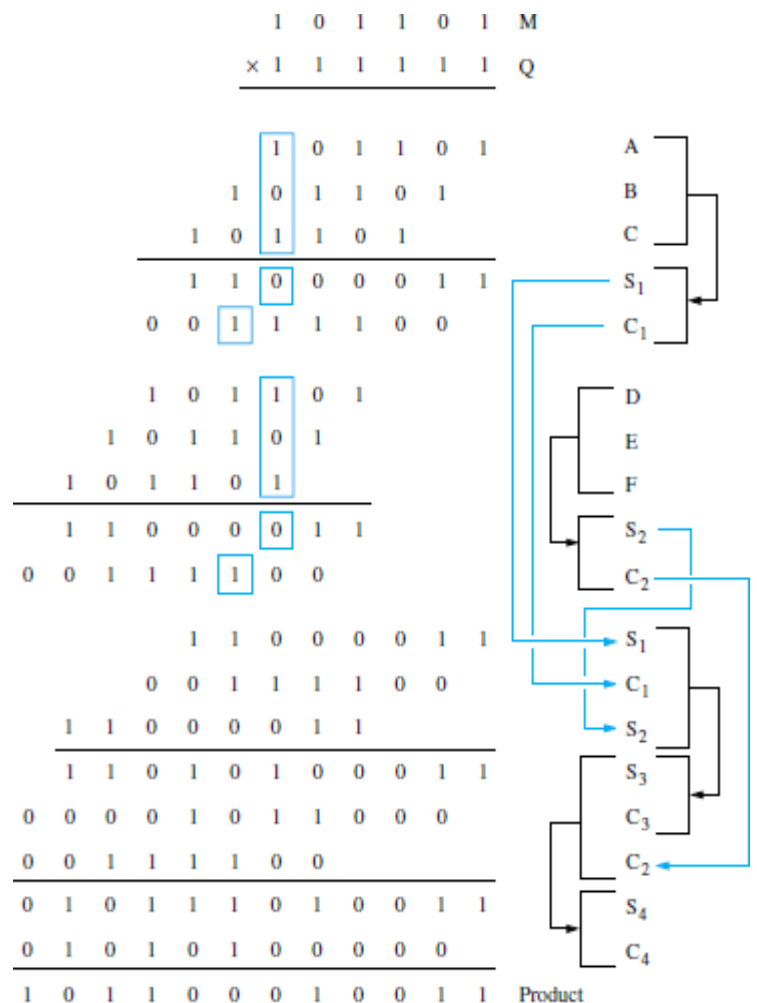 1 0 1 1 0 1 M
× 1 1 1 1 1 1 Q
1 0 1 1 0 1 A
1 0 1 1 0 1 B
1 0 1 1 0 1 C
1 1 0 0 0 0 1 1 S₁
0 0 1 1 1 1 0 0 C₁
1 0 1 1 0 1 D
1 0 1 1 0 1 E
1 0 1 1 0 1 F
1 1 0 0 0 0 1 1 S₂
0 0 1 1 1 1 0 0 C₂
1 1 0 0 0 0 1 1 S₁
0 0 1 1 1 1 0 0 C₁
1 1 0 0 0 0 1 1 S₂
1 1 0 1 0 1 0 0 0 1 1 S₃
0 0 0 0 1 0 1 1 0 0 0 C₃
0 0 1 1 1 1 0 0 C₂
0 1 0 1 1 1 0 1 0 0 1 1 S₄
0 1 0 1 0 1 0 0 0 0 0 C₄
1 0 1 1 0 0 0 1 0 0 1 1 Product